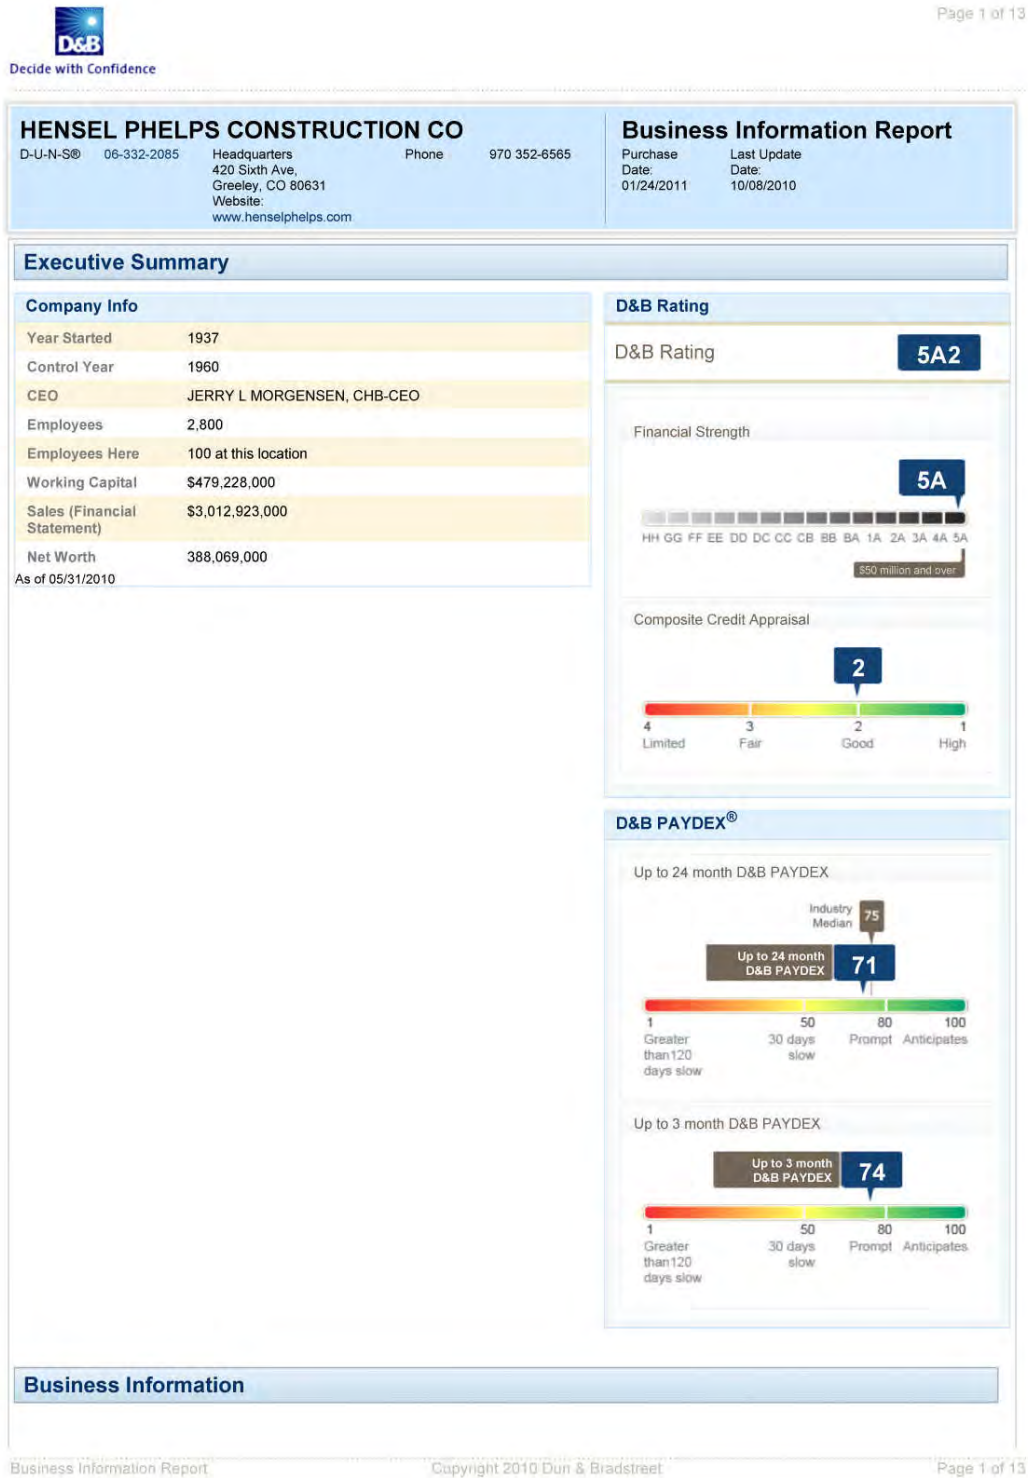 Page 1 of 13
D&B
Decide with Confidence
HENSEL PHELPS CONSTRUCTION CO
D-U-N-S® 06-332-2085
Headquarters
420 Sixth Ave,
Greeley, CO 80631
Website:
www.henselphelps.com
Phone 970 352-6565
Business Information Report
Purchase Date: 01/24/2011
Last Update Date: 10/08/2010
Executive Summary
Company Info
Year Started 1937
Control Year 1960
CEO JERRY L MORGENSEN, CHB-CEO
Employees 2,800
Employees Here 100 at this location
Working Capital $479,228,000
Sales (Financial Statement) $3,012,923,000
Net Worth 388,069,000
As of 05/31/2010
D&B Rating
D&B Rating 5A2
Financial Strength
5A
HH GG FF EE DD DC CC CB BB BA 1A 2A 3A 4A 5A
$50 million and over
Composite Credit Appraisal
2
4 3 2 1
Limited Fair Good High
D&B PAYDEX®
Up to 24 month D&B PAYDEX
Industry Median 75
Up to 24 month D&B PAYDEX 71
1 50 80 100
Greater than120 days slow
30 days slow
Prompt
Anticipates
Up to 3 month D&B PAYDEX
Up to 3 month D&B PAYDEX 74
1 50 80 100
Greater than120 days slow
30 days slow
Prompt
Anticipates
Business Information
Business Information Report
Copyright 2010 Dun & Bradstreet
Page 1 of 13